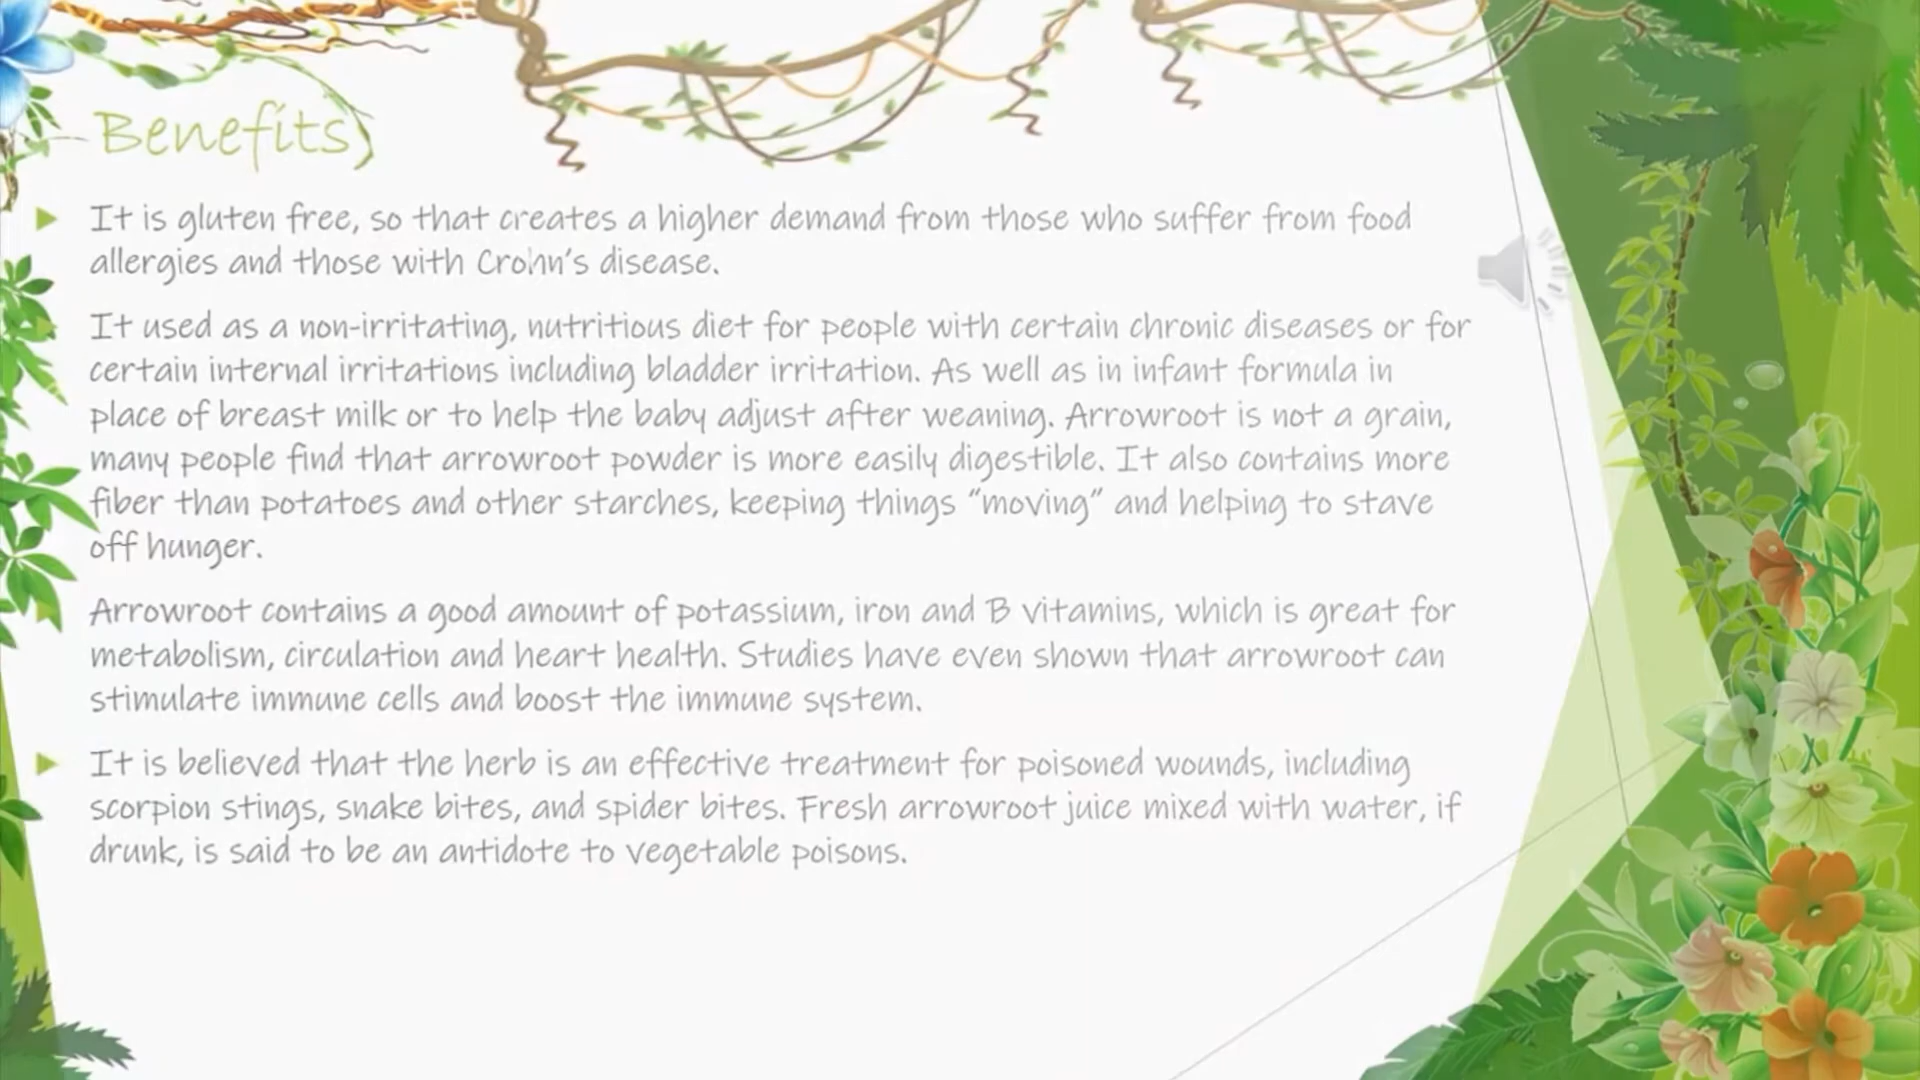 Benefits
It is gluten free, so that creates a higher demand from those who suffer from food
allergies and those with Crohn's disease.
It used as a non-irritating, nutritious diet for people with certain chronic diseases or for
certain internal irritations including bladder irritation. As well as in infant formula in
place of breast milk or to help the baby adjust after weaning. Arrowroot is not a grain,
many people find that arrowroot powder is more easily digestible. It also contains more
fiber than potatoes and other starches, keeping things “moving” and helping to stave
off hunger.
Arrowroot contains a good amount of potassium, iron and B vitamins, which is great for
metabolism, circulation and heart health. Studies have even shown that arrowroot can
stimulate immune cells and boost the immune system.
It is believed that the herb is an effective treatment for poisoned wounds, including
scorpion stings, snake bites, and spider bites. Fresh arrowroot juice mixed with water, if
drunk, is said to be an antidote to vegetable poisons.